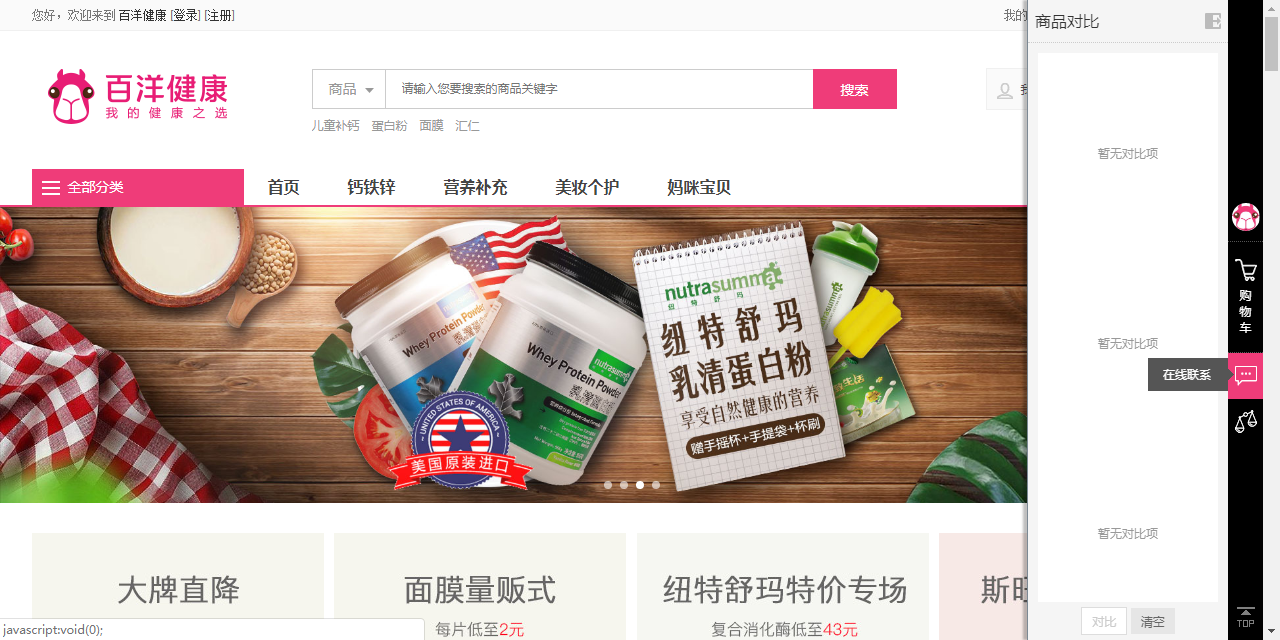 您好，欢迎来到 百洋健康 [登录] [注册]
我的
商品对比
百洋健康
我的健康之选
商品
请输入您要搜索的商品关键字
搜索
儿童补钙 蛋白粉 面膜 汇仁
全部分类
首页
钙铁锌
营养补充
美妆个护
妈咪宝贝
暂无对比项
暂无对比项
暂无对比项
购物车
在线联系
Whey Protein Powder
Whey Protein Powder
nutrasumma
UNITED STATES OF AMERICA
美国原装进口
nutrasumma
纽特舒玛
纽特舒玛
乳清蛋白粉
享受自然健康的营养
赠手摇杯+手提袋+杯刷
大牌直降
面膜量贩式
每片低至2元
纽特舒玛特价专场
复合消化酶低至43元
对比
清空
TOP
javascript:void(0);